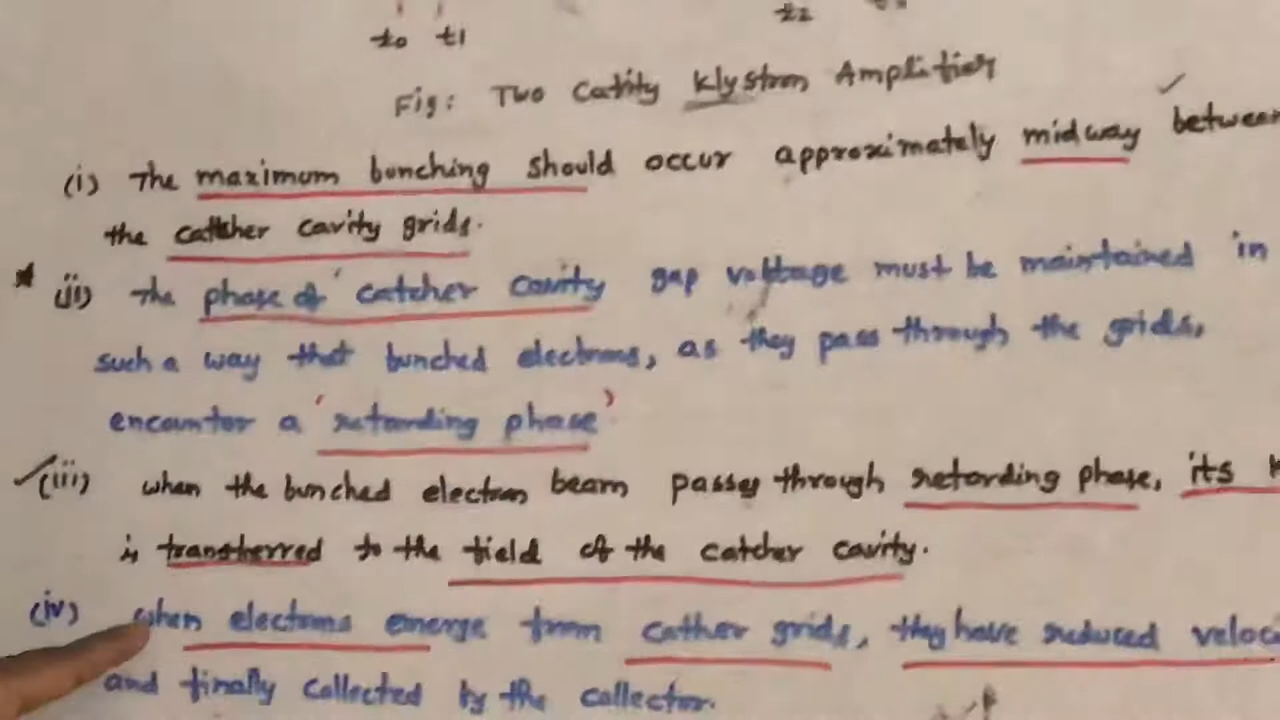 t0 t1 t2
Fig: Two Cavity Klystron Amplifier
(i) The maximum bunching should occur approximately midway between
the catcher cavity grids.
(ii) The phase of catcher cavity gap voltage must be maintained in
such a way that bunched electrons, as they pass through the grids,
encounter a 'retarding phase'
(iii) when the bunched electron beam passes through retarding phase, its
is transferred to the field of the catcher cavity.
(iv) when electrons emerge from cather grids, they have reduced veloc
and finally collected by the collector.